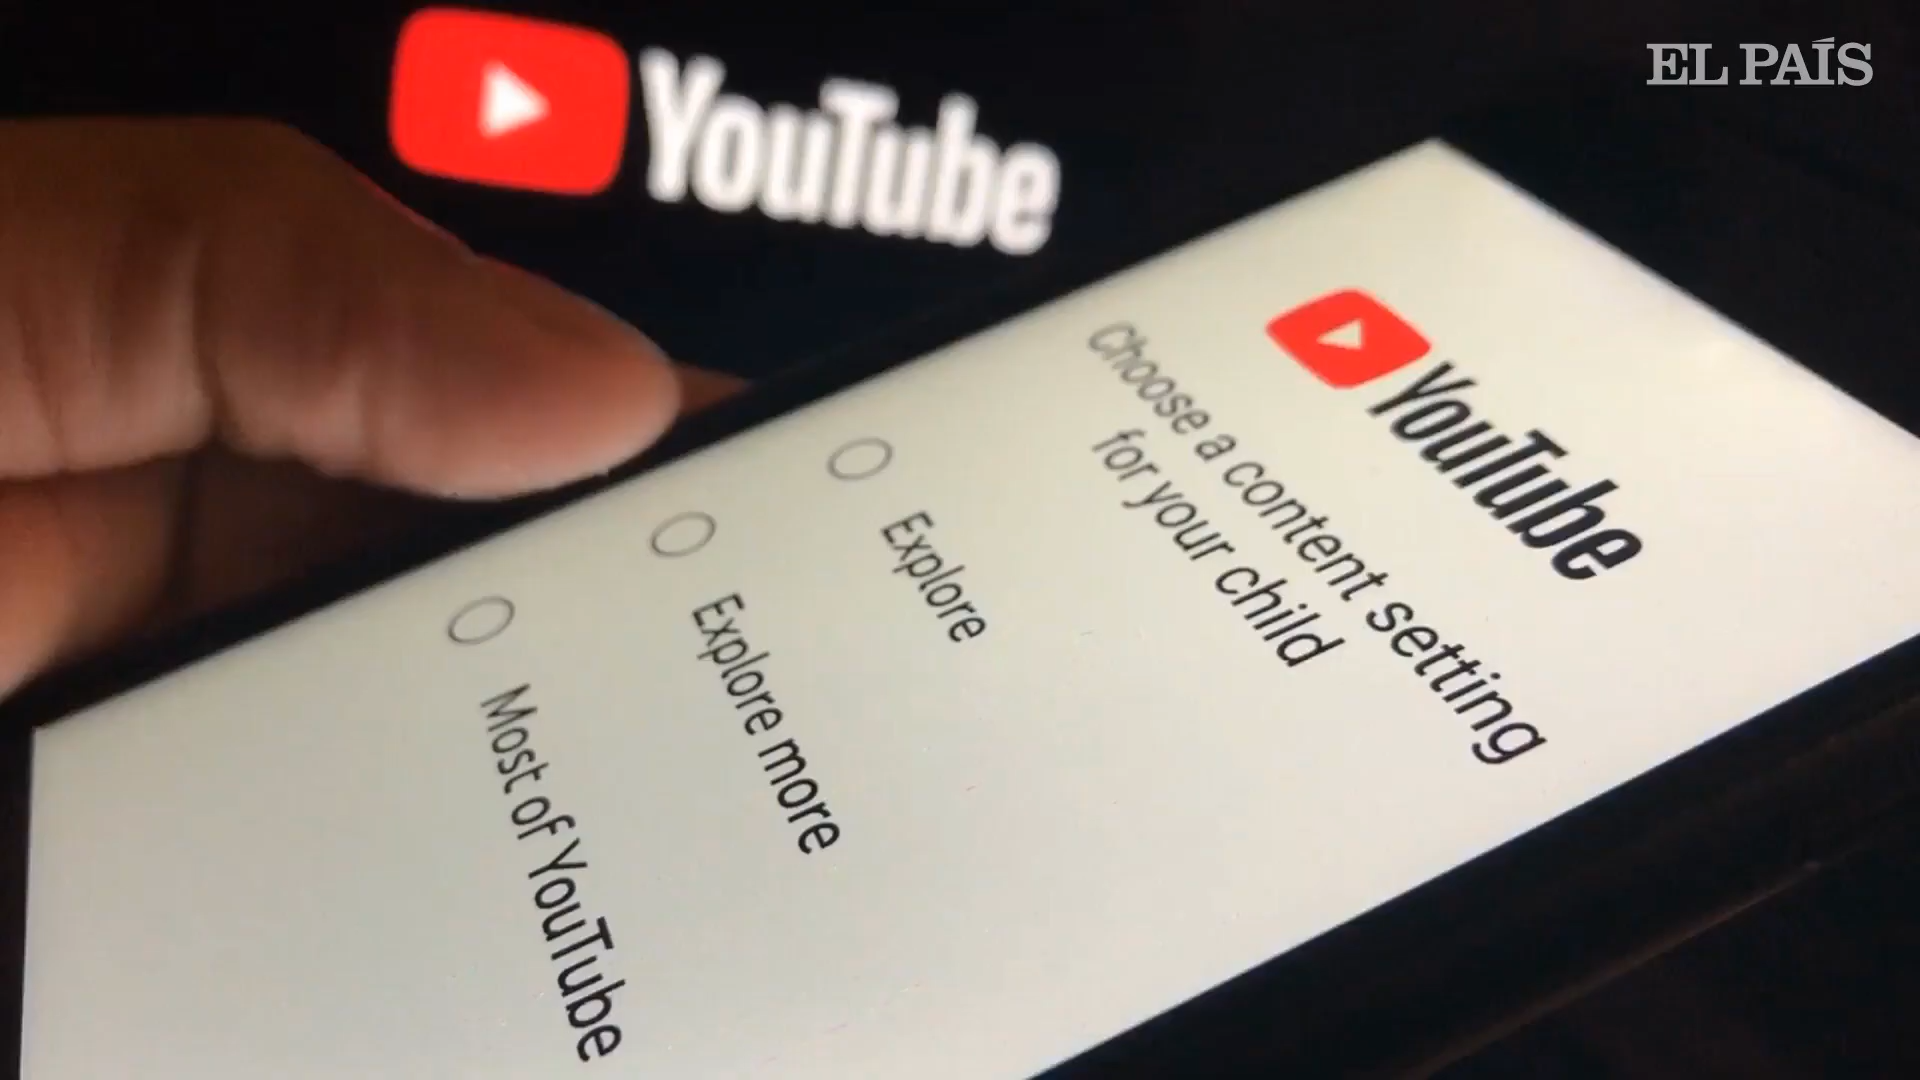 YouTube
EL PAÍS
YouTube
Choose a content setting
for your child
Explore
Explore more
Most of YouTube